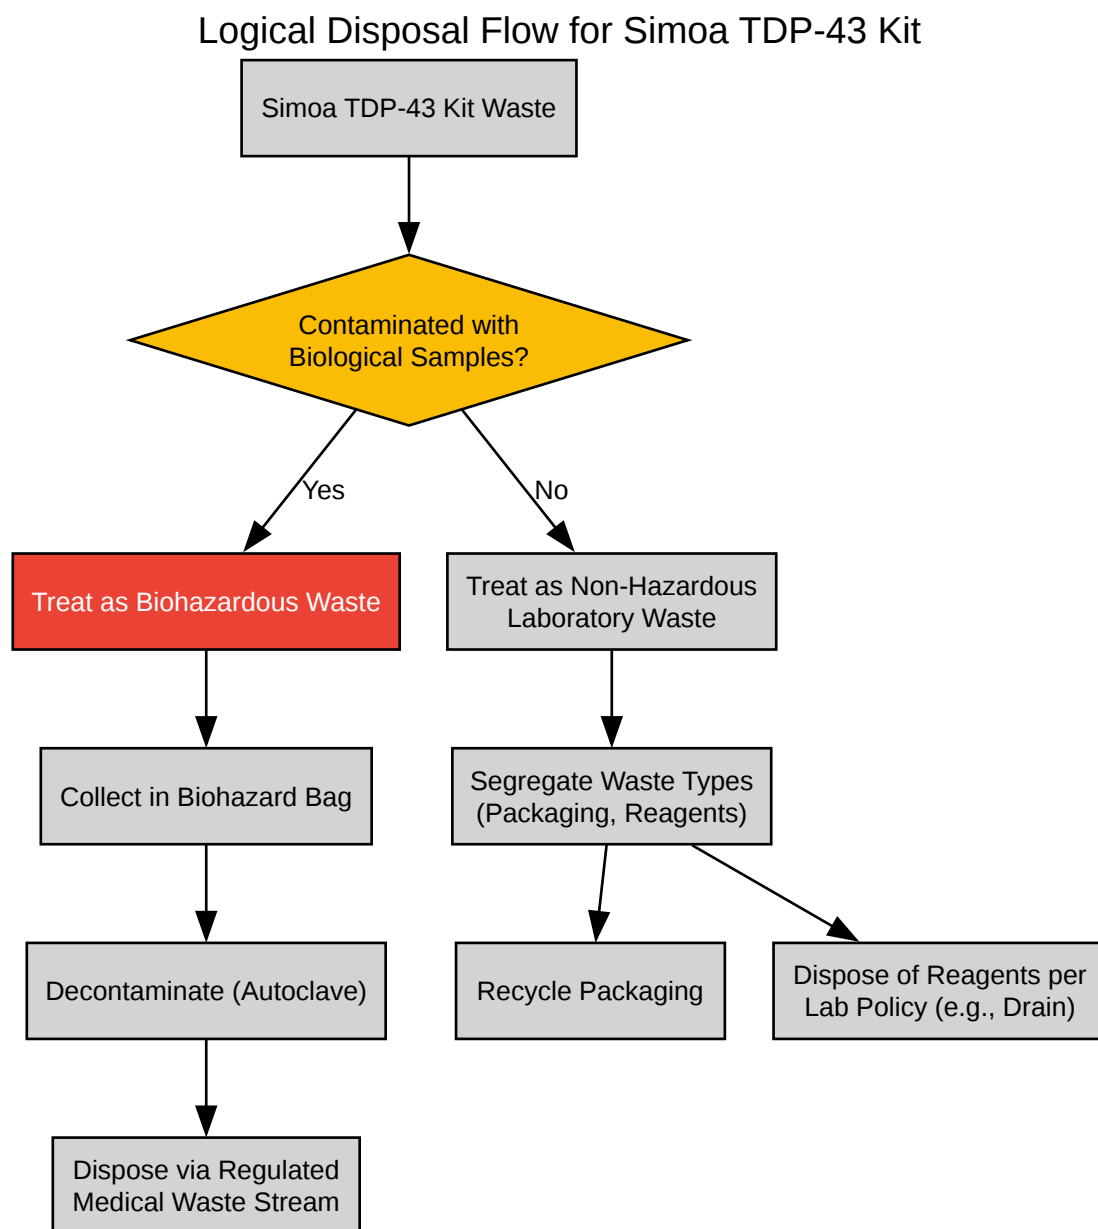 Logical Disposal Flow for Simoa TDP-43 Kit
Simoa TDP-43 Kit Waste
Contaminated with
Biological Samples?
Yes
No
Treat as Biohazardous Waste
Treat as Non-Hazardous
Laboratory Waste
Collect in Biohazard Bag
Segregate Waste Types
(Packaging, Reagents)
Decontaminate (Autoclave)
Recycle Packaging
Dispose of Reagents per
Lab Policy (e.g., Drain)
Dispose via Regulated
Medical Waste Stream